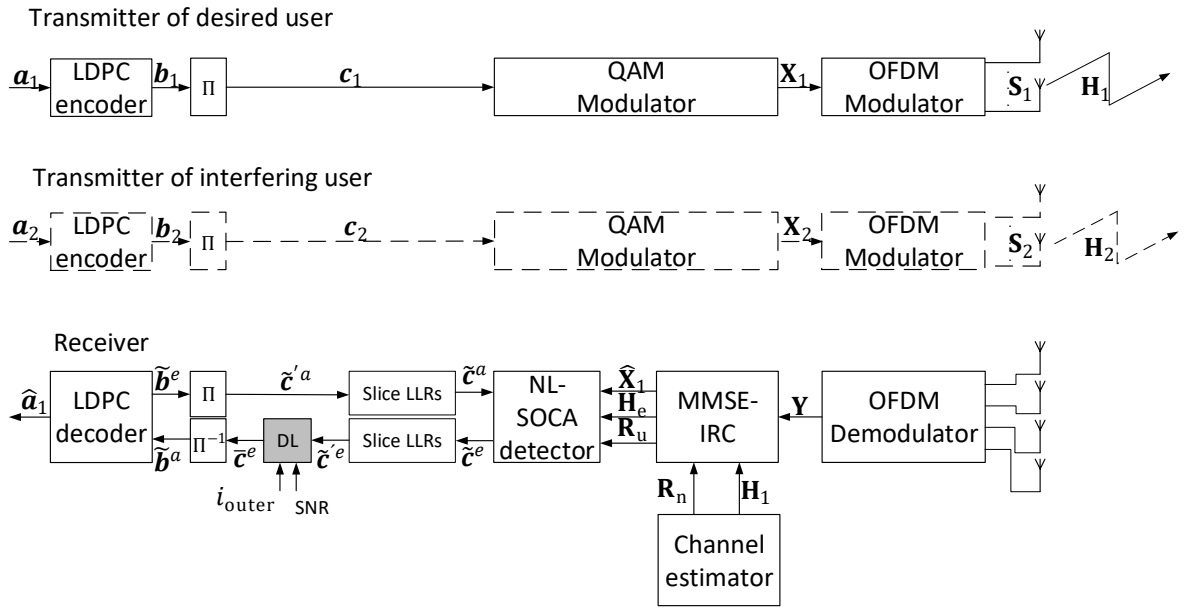 Transmitter of desired user
𝒂₁ LDPC encoder 𝒃₁ Π 𝒄₁ QAM Modulator 𝐗₁ OFDM Modulator 𝐒₁ 𝐇₁
Transmitter of interfering user
𝒂₂ LDPC encoder 𝒃₂ Π 𝒄₂ QAM Modulator 𝐗₂ OFDM Modulator 𝐒₂ 𝐇₂
Receiver
𝒂̂₁ LDPC decoder
𝒃̃ᵉ Π 𝒄̃′ᵃ Slice LLRs 𝒄̃ᵃ
𝒃̃ᵃ Π⁻¹ 𝒄̅ᵉ DL 𝒄̃′ᵉ Slice LLRs 𝒄̃ᵉ
𝑖ₒᵤₜₑᵣ SNR
NL-
SOCA
detector
𝐗̂₁
𝐇ₑ
𝐑ᵤ
MMSE-
IRC
𝐘
OFDM
Demodulator
𝐑ₙ 𝐇₁
Channel
estimator